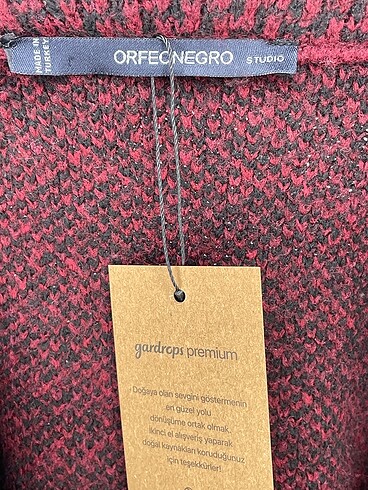 MADE IN
TURKEY
ORFEONEGRO STUDIO
gardrops premium
Doğaya olan sevgini göstermenin
en güzel yolu
dönüşüme ortak olmak.
İkinci el alışveriş yaparak
doğal kaynakları koruduğunuz
için teşekkürler!